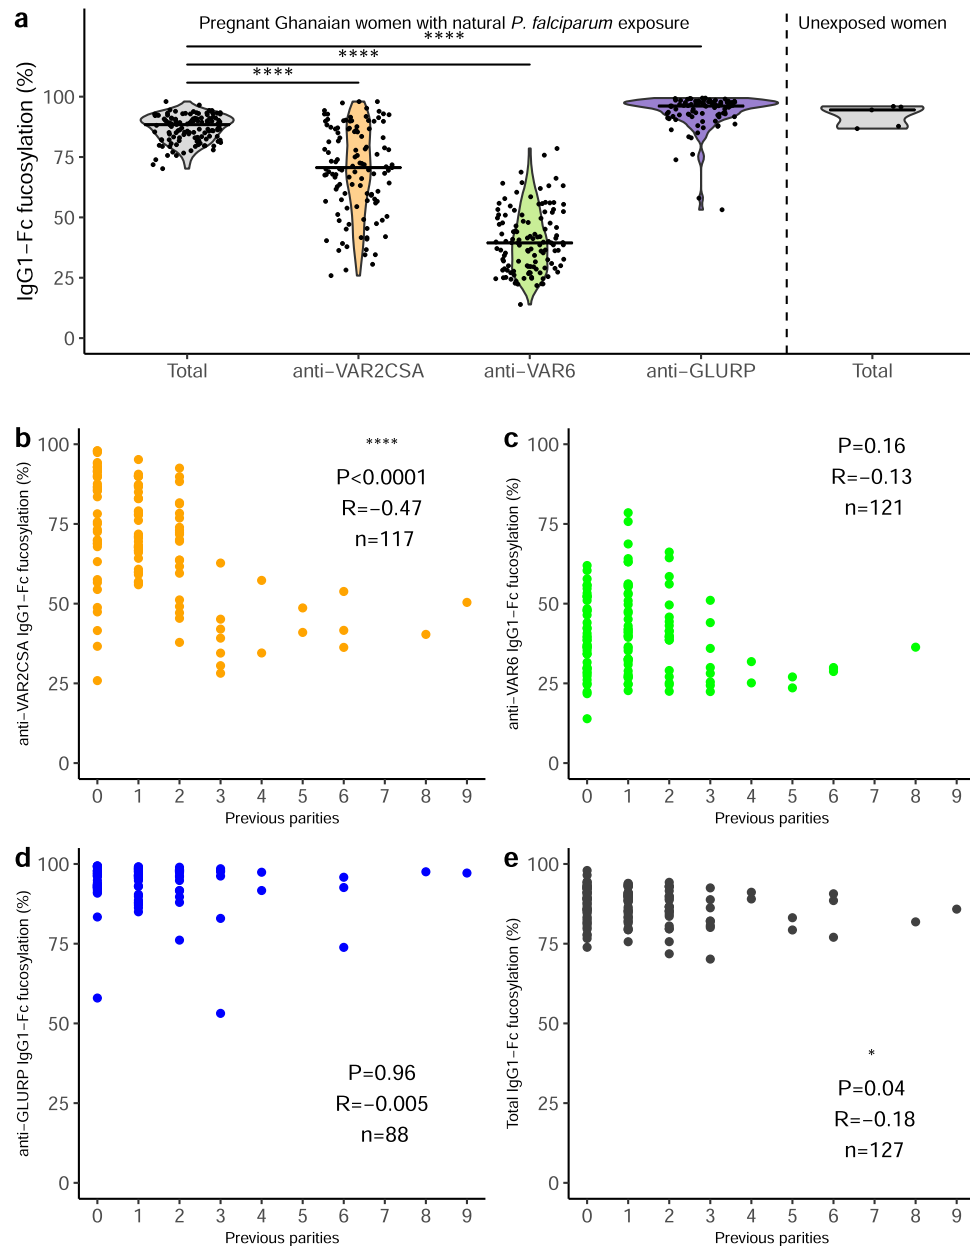 a
Pregnant Ghanaian women with natural P. falciparum exposure
Unexposed women
****
****
****
IgG1−Fc fucosylation (%)
100
75
50
25
0
Total
anti−VAR2CSA
anti−VAR6
anti−GLURP
Total
b
anti−VAR2CSA IgG1−Fc fucosylation (%)
100
75
50
25
0
****
P<0.0001
R=−0.47
n=117
0 1 2 3 4 5 6 7 8 9
Previous parities
c
anti−VAR6 IgG1−Fc fucosylation (%)
100
75
50
25
0
P=0.16
R=−0.13
n=121
0 1 2 3 4 5 6 7 8 9
Previous parities
d
anti−GLURP IgG1−Fc fucosylation (%)
100
75
50
25
0
P=0.96
R=−0.005
n=88
0 1 2 3 4 5 6 7 8 9
Previous parities
e
Total IgG1−Fc fucosylation (%)
100
75
50
25
0
*
P=0.04
R=−0.18
n=127
0 1 2 3 4 5 6 7 8 9
Previous parities